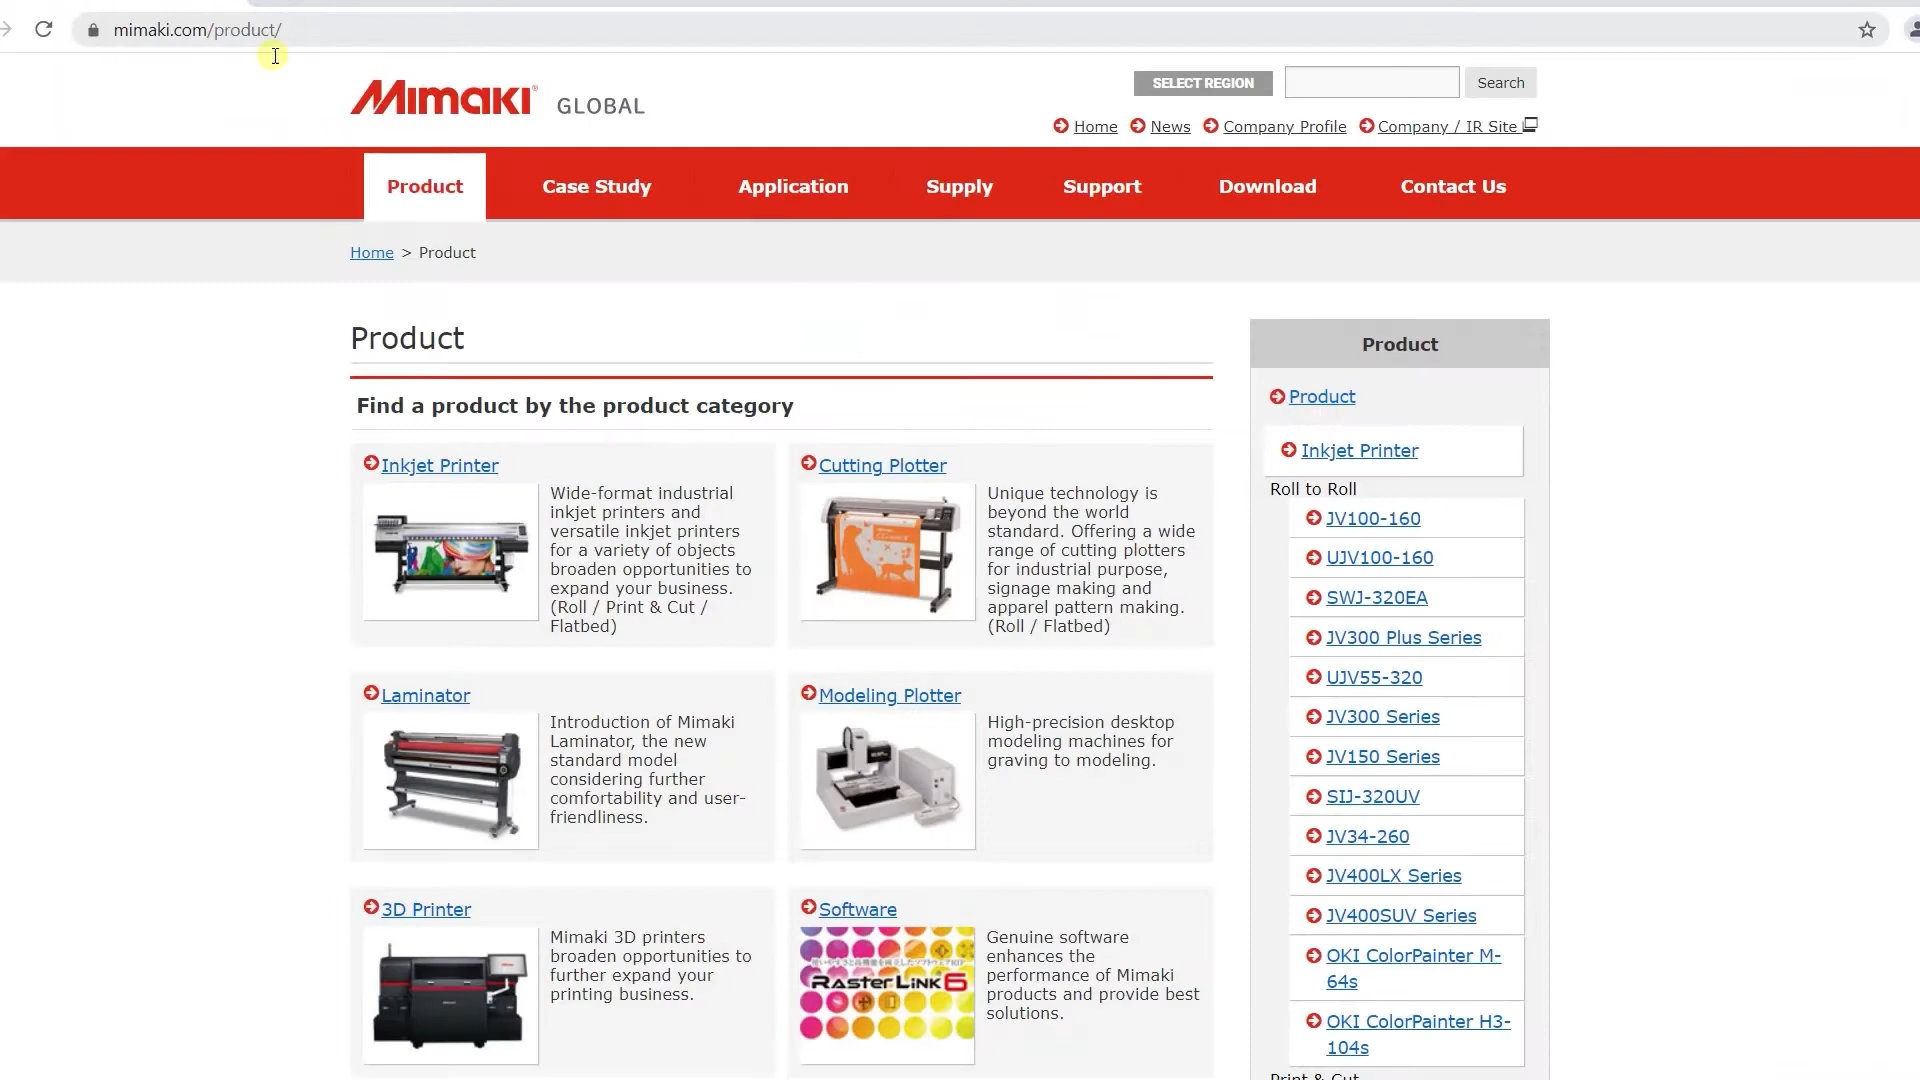 mimaki.com/product/
Mimaki GLOBAL
SELECT REGION
Search
Home
News
Company Profile
Company / IR Site
Product
Case Study
Application
Supply
Support
Download
Contact Us
Home > Product
Product
Find a product by the product category
Inkjet Printer
Wide-format industrial
inkjet printers and
versatile inkjet printers
for a variety of objects
broaden opportunities to
expand your business.
(Roll / Print & Cut /
Flatbed)
Cutting Plotter
Unique technology is
beyond the world
standard. Offering a wide
range of cutting plotters
for industrial purpose,
signage making and
apparel pattern making.
(Roll / Flatbed)
Laminator
Introduction of Mimaki
Laminator, the new
standard model
considering further
comfortability and user-
friendliness.
Modeling Plotter
High-precision desktop
modeling machines for
graving to modeling.
3D Printer
Mimaki 3D printers
broaden opportunities to
further expand your
printing business.
Software
RasterLink6
Genuine software
enhances the
performance of Mimaki
products and provide best
solutions.
Product
Product
Inkjet Printer
Roll to Roll
JV100-160
UJV100-160
SWJ-320EA
JV300 Plus Series
UJV55-320
JV300 Series
JV150 Series
SIJ-320UV
JV34-260
JV400LX Series
JV400SUV Series
OKI ColorPainter M-
64s
OKI ColorPainter H3-
104s
Print & Cut